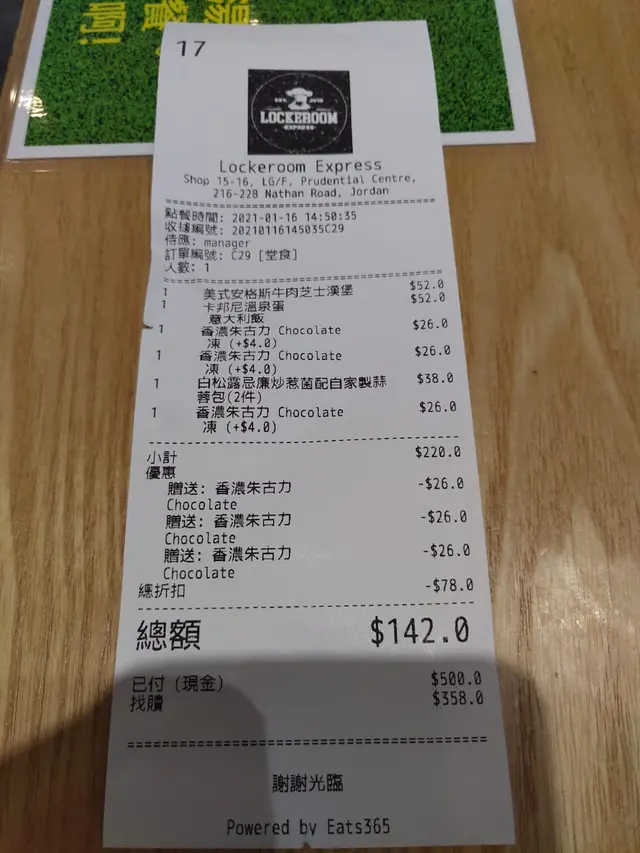 17
EST. 2018
LOCKEROOM
EXPRESS
Lockeroom Express
Shop 15-16, LG/F, Prudential Centre,
216-228 Nathan Road, Jordan
點餐時間: 2021-01-16 14:50:35
收據編號: 20210116145035C29
侍應: manager
訂單編號: C29 [堂食]
人數: 1
1 美式安格斯牛肉芝士漢堡 $52.0
1 卡邦尼溫泉蛋 $52.0
意大利飯
1 香濃朱古力 Chocolate $26.0
凍 (+$4.0)
1 香濃朱古力 Chocolate $26.0
凍 (+$4.0)
1 白松露忌廉炒惹菌配自家製蒜 $38.0
蓉包(2件)
1 香濃朱古力 Chocolate $26.0
凍 (+$4.0)
小計 $220.0
優惠
贈送: 香濃朱古力 -$26.0
Chocolate
贈送: 香濃朱古力 -$26.0
Chocolate
贈送: 香濃朱古力 -$26.0
Chocolate
總折扣 -$78.0
總額 $142.0
已付 (現金) $500.0
找贖 $358.0
謝謝光臨
Powered by Eats365